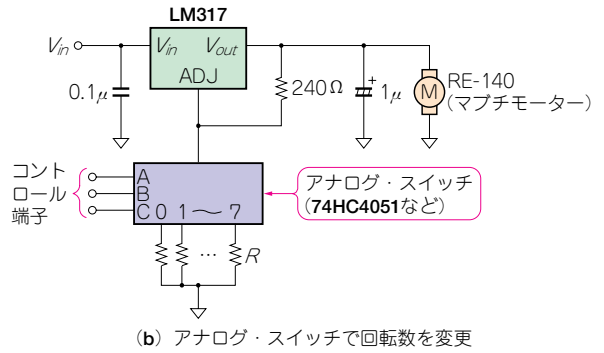 LM317
Vin
Vin Vout
ADJ
0.1μ
240Ω
1μ
M
RE-140
(マブチモーター)
コント
ロール
端子
A
B
C 0 1〜7
アナログ・スイッチ
(74HC4051など)
… R
(b) アナログ・スイッチで回転数を変更